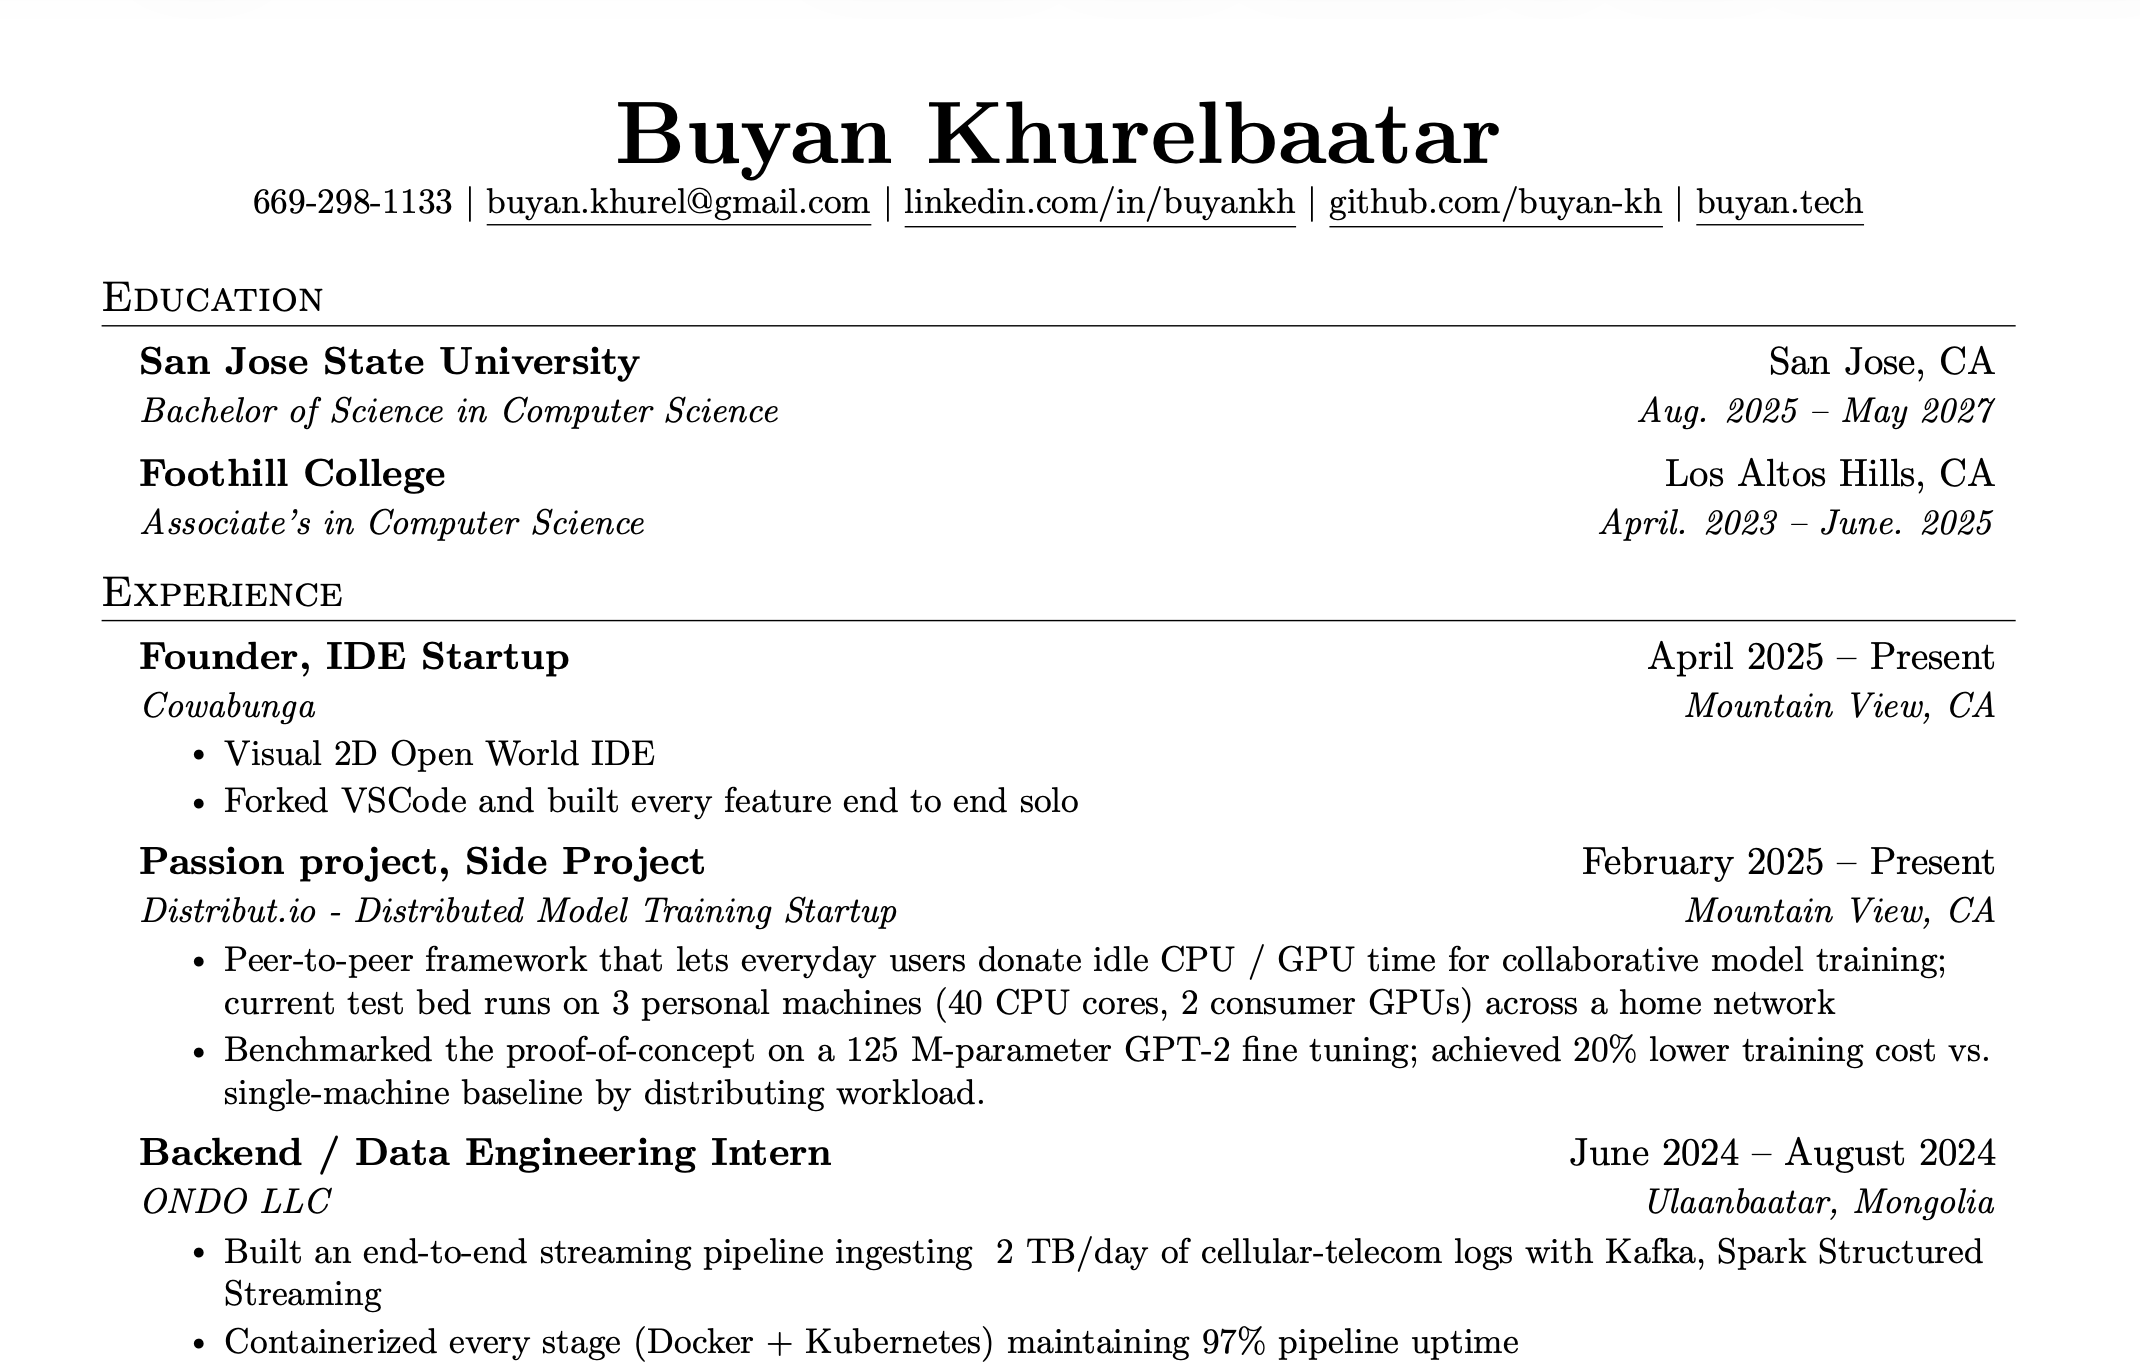 Buyan Khurelbaatar
669-298-1133 | buyan.khurel@gmail.com | linkedin.com/in/buyankh | github.com/buyan-kh | buyan.tech
Education
San Jose State University San Jose, CA
Bachelor of Science in Computer Science Aug. 2025 – May 2027
Foothill College Los Altos Hills, CA
Associate's in Computer Science April. 2023 – June. 2025
Experience
Founder, IDE Startup April 2025 – Present
Cowabunga Mountain View, CA
• Visual 2D Open World IDE
• Forked VSCode and built every feature end to end solo
Passion project, Side Project February 2025 – Present
Distribut.io - Distributed Model Training Startup Mountain View, CA
• Peer-to-peer framework that lets everyday users donate idle CPU / GPU time for collaborative model training;
current test bed runs on 3 personal machines (40 CPU cores, 2 consumer GPUs) across a home network
• Benchmarked the proof-of-concept on a 125 M-parameter GPT-2 fine tuning; achieved 20% lower training cost vs.
single-machine baseline by distributing workload.
Backend / Data Engineering Intern June 2024 – August 2024
ONDO LLC Ulaanbaatar, Mongolia
• Built an end-to-end streaming pipeline ingesting 2 TB/day of cellular-telecom logs with Kafka, Spark Structured
Streaming
• Containerized every stage (Docker + Kubernetes) maintaining 97% pipeline uptime